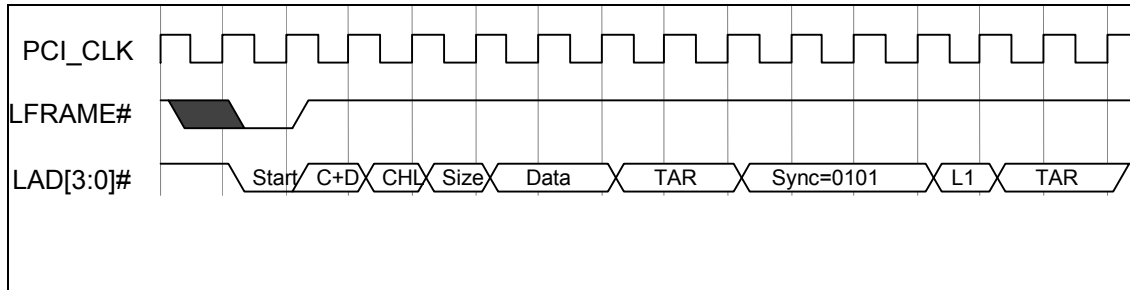 PCI_CLK
LFRAME#
LAD[3:0]# Start C+D CHL Size Data TAR Sync=0101 L1 TAR